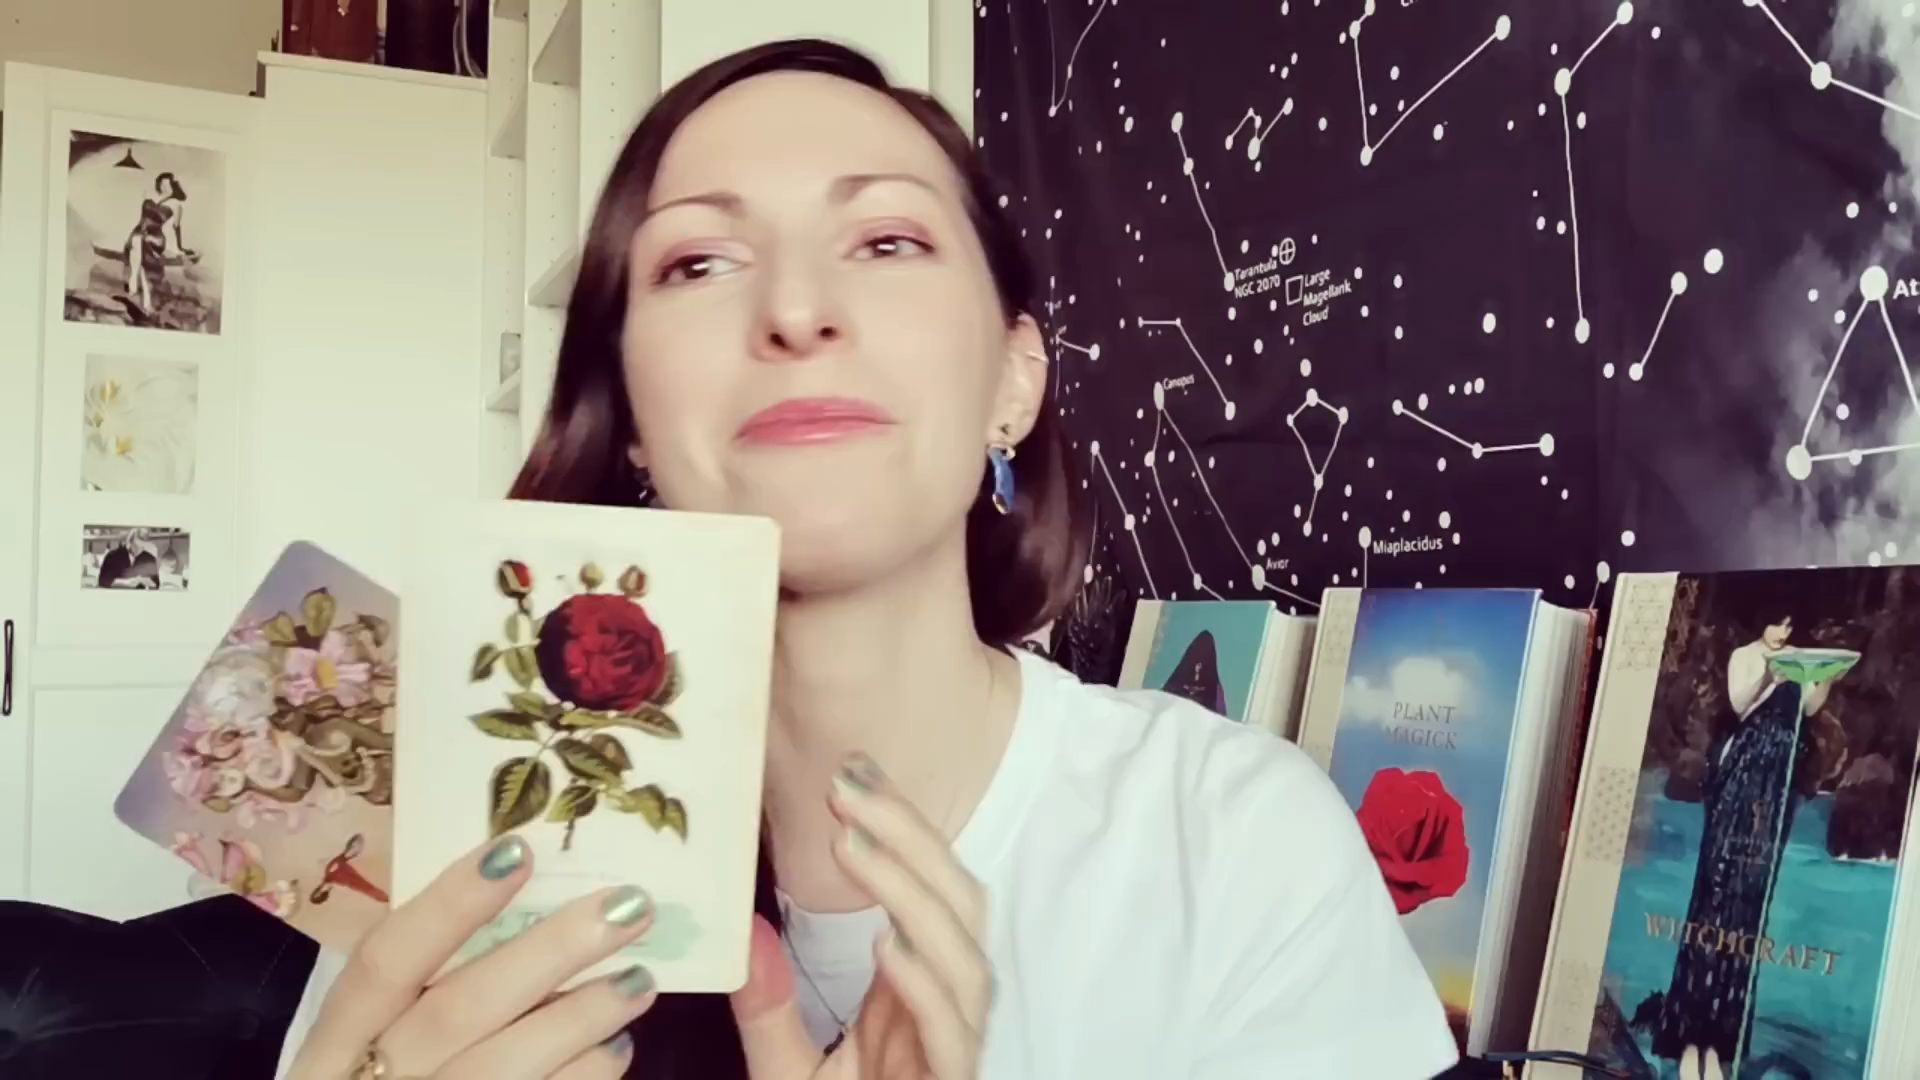 Tarantula
NGC 2070
Large
Magellanic
Cloud
At
Canopus
Avior
Miaplacidus
PLANT
MAGICK
WITCHCRAFT